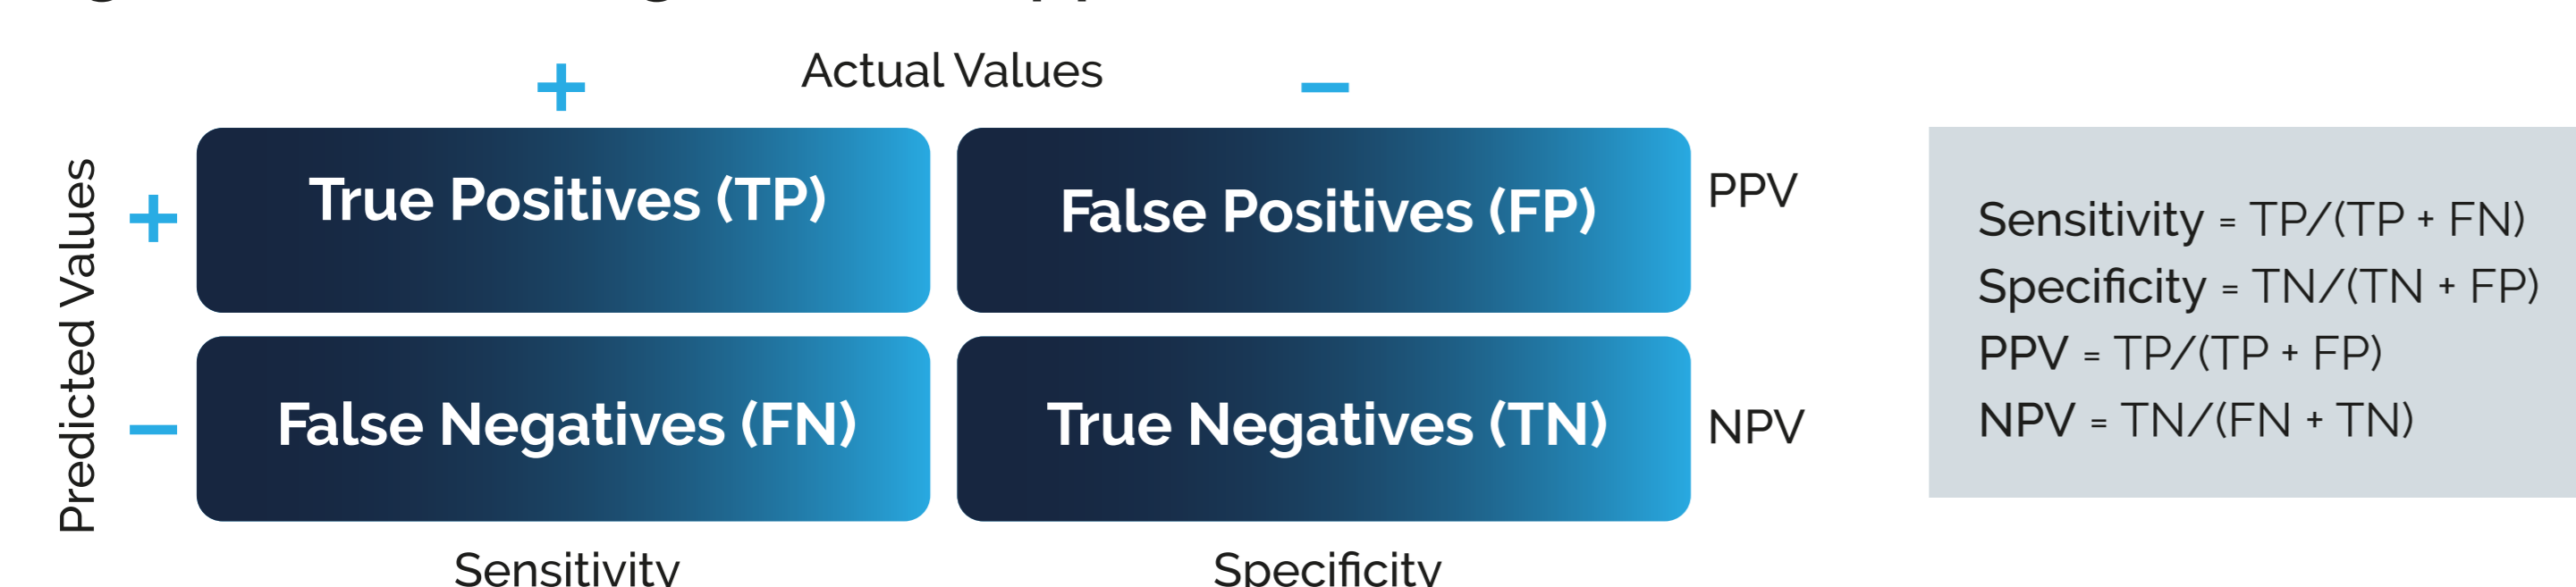 + Actual Values −
Predicted Values
+ True Positives (TP) False Positives (FP) PPV
− False Negatives (FN) True Negatives (TN) NPV
Sensitivity Specificity
Sensitivity = TP/(TP + FN)
Specificity = TN/(TN + FP)
PPV = TP/(TP + FP)
NPV = TN/(FN + TN)